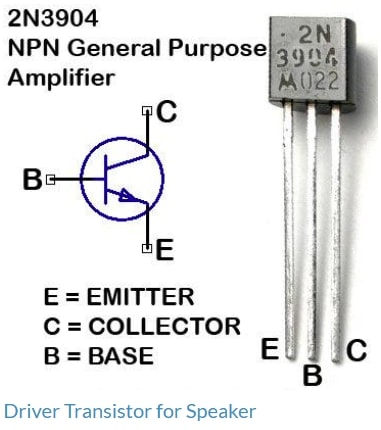 2N3904
NPN General Purpose
Amplifier
C
B
E
E = EMITTER
C = COLLECTOR
B = BASE
2N
3904
M022
E
B
C
Driver Transistor for Speaker